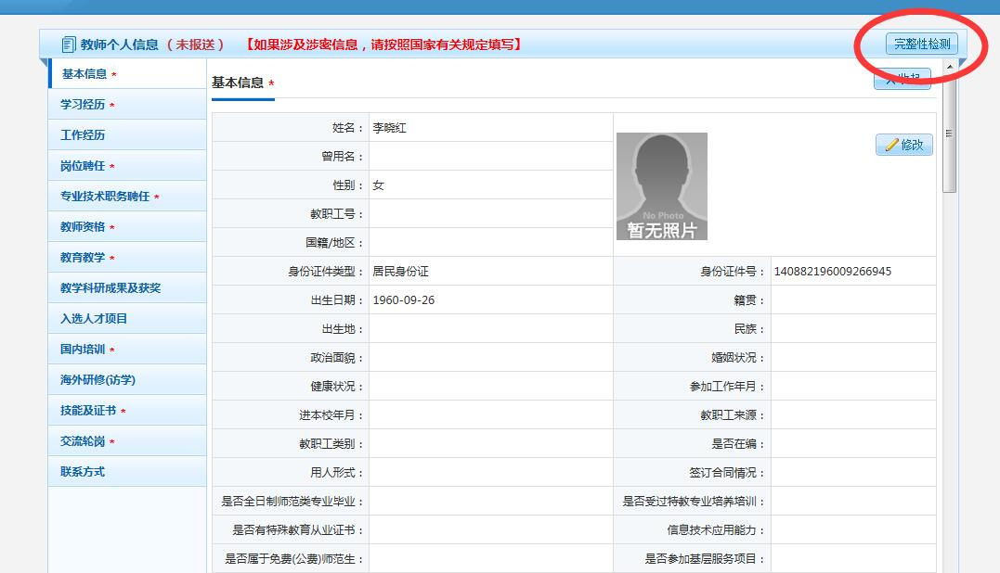 教师个人信息（未报送）【如果涉及涉密信息，请按照国家有关规定填写】 完整性检测
基本信息 *
学习经历 *
工作经历
岗位聘任 *
专业技术职务聘任 *
教师资格 *
教育教学 *
教学科研成果及获奖
入选人才项目
国内培训 *
海外研修(访学)
技能及证书 *
交流轮岗 *
联系方式
基本信息 *
收起
修改
姓名： 李晓红
曾用名：
性别： 女
教职工号：
国籍/地区：
No Photo
暂无照片
身份证件类型： 居民身份证 身份证件号： 140882196009266945
出生日期： 1960-09-26 籍贯：
出生地： 民族：
政治面貌： 婚姻状况：
健康状况： 参加工作年月：
进本校年月： 教职工来源：
教职工类别： 是否在编：
用人形式： 签订合同情况：
是否全日制师范类专业毕业： 是否受过特教专业培养培训：
是否有特殊教育从业证书： 信息技术应用能力：
是否属于免费(公费)师范生： 是否参加基层服务项目：